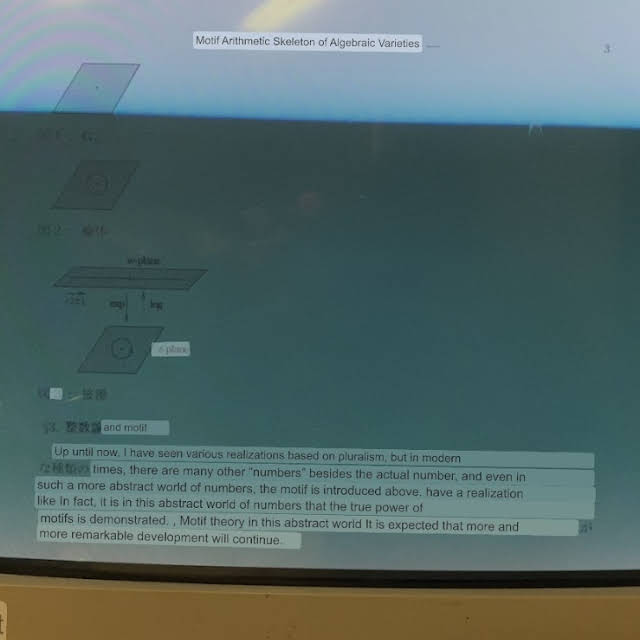 Motif Arithmetic Skeleton of Algebraic Varieties
3
w-plane
exp log
plane
§3. 整数論 and motif
Up until now, I have seen various realizations based on pluralism, but in modern
times, there are many other "numbers" besides the actual number, and even in
such a more abstract world of numbers, the motif is introduced above. have a realization
like In fact, it is in this abstract world of numbers that the true power of
motifs is demonstrated. , Motif theory in this abstract world It is expected that more and
more remarkable development will continue.